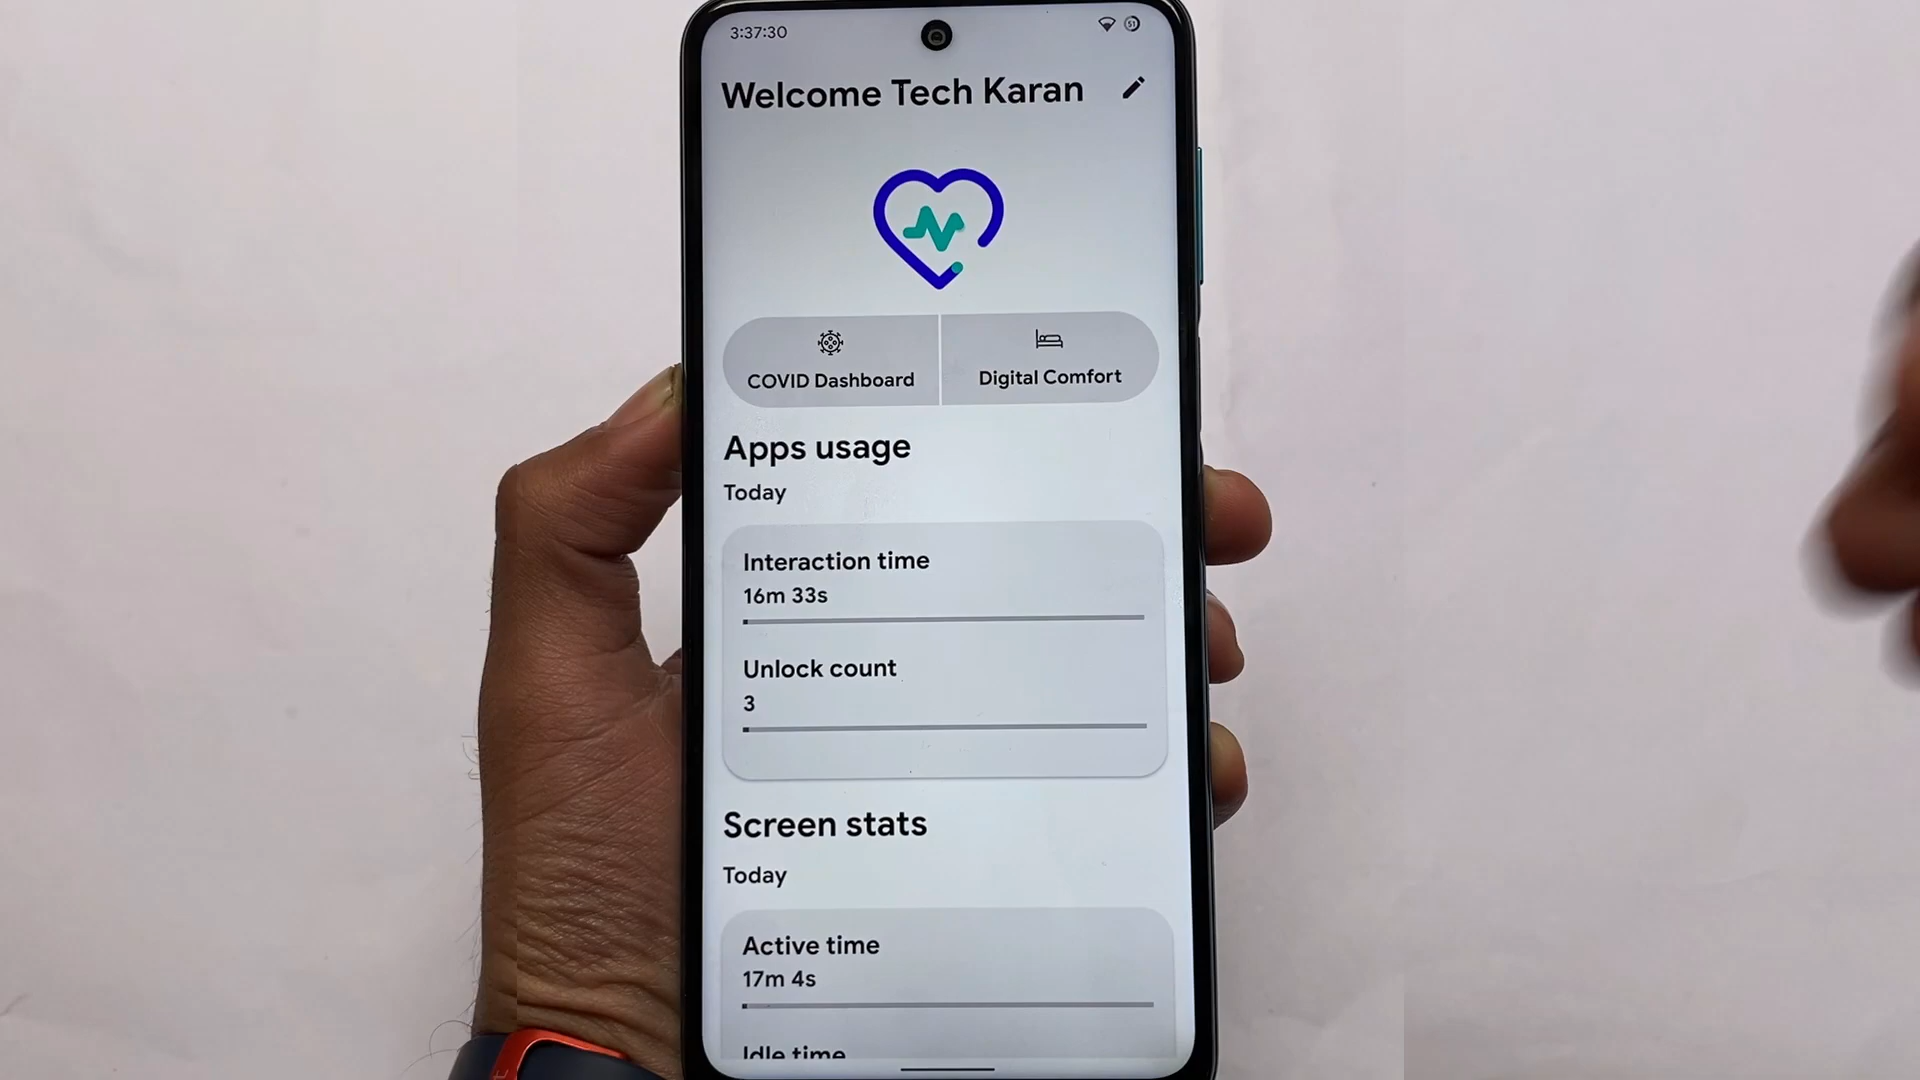 3:37:30
51
Welcome Tech Karan
COVID Dashboard
Digital Comfort
Apps usage
Today
Interaction time
16m 33s
Unlock count
3
Screen stats
Today
Active time
17m 4s
Idle time